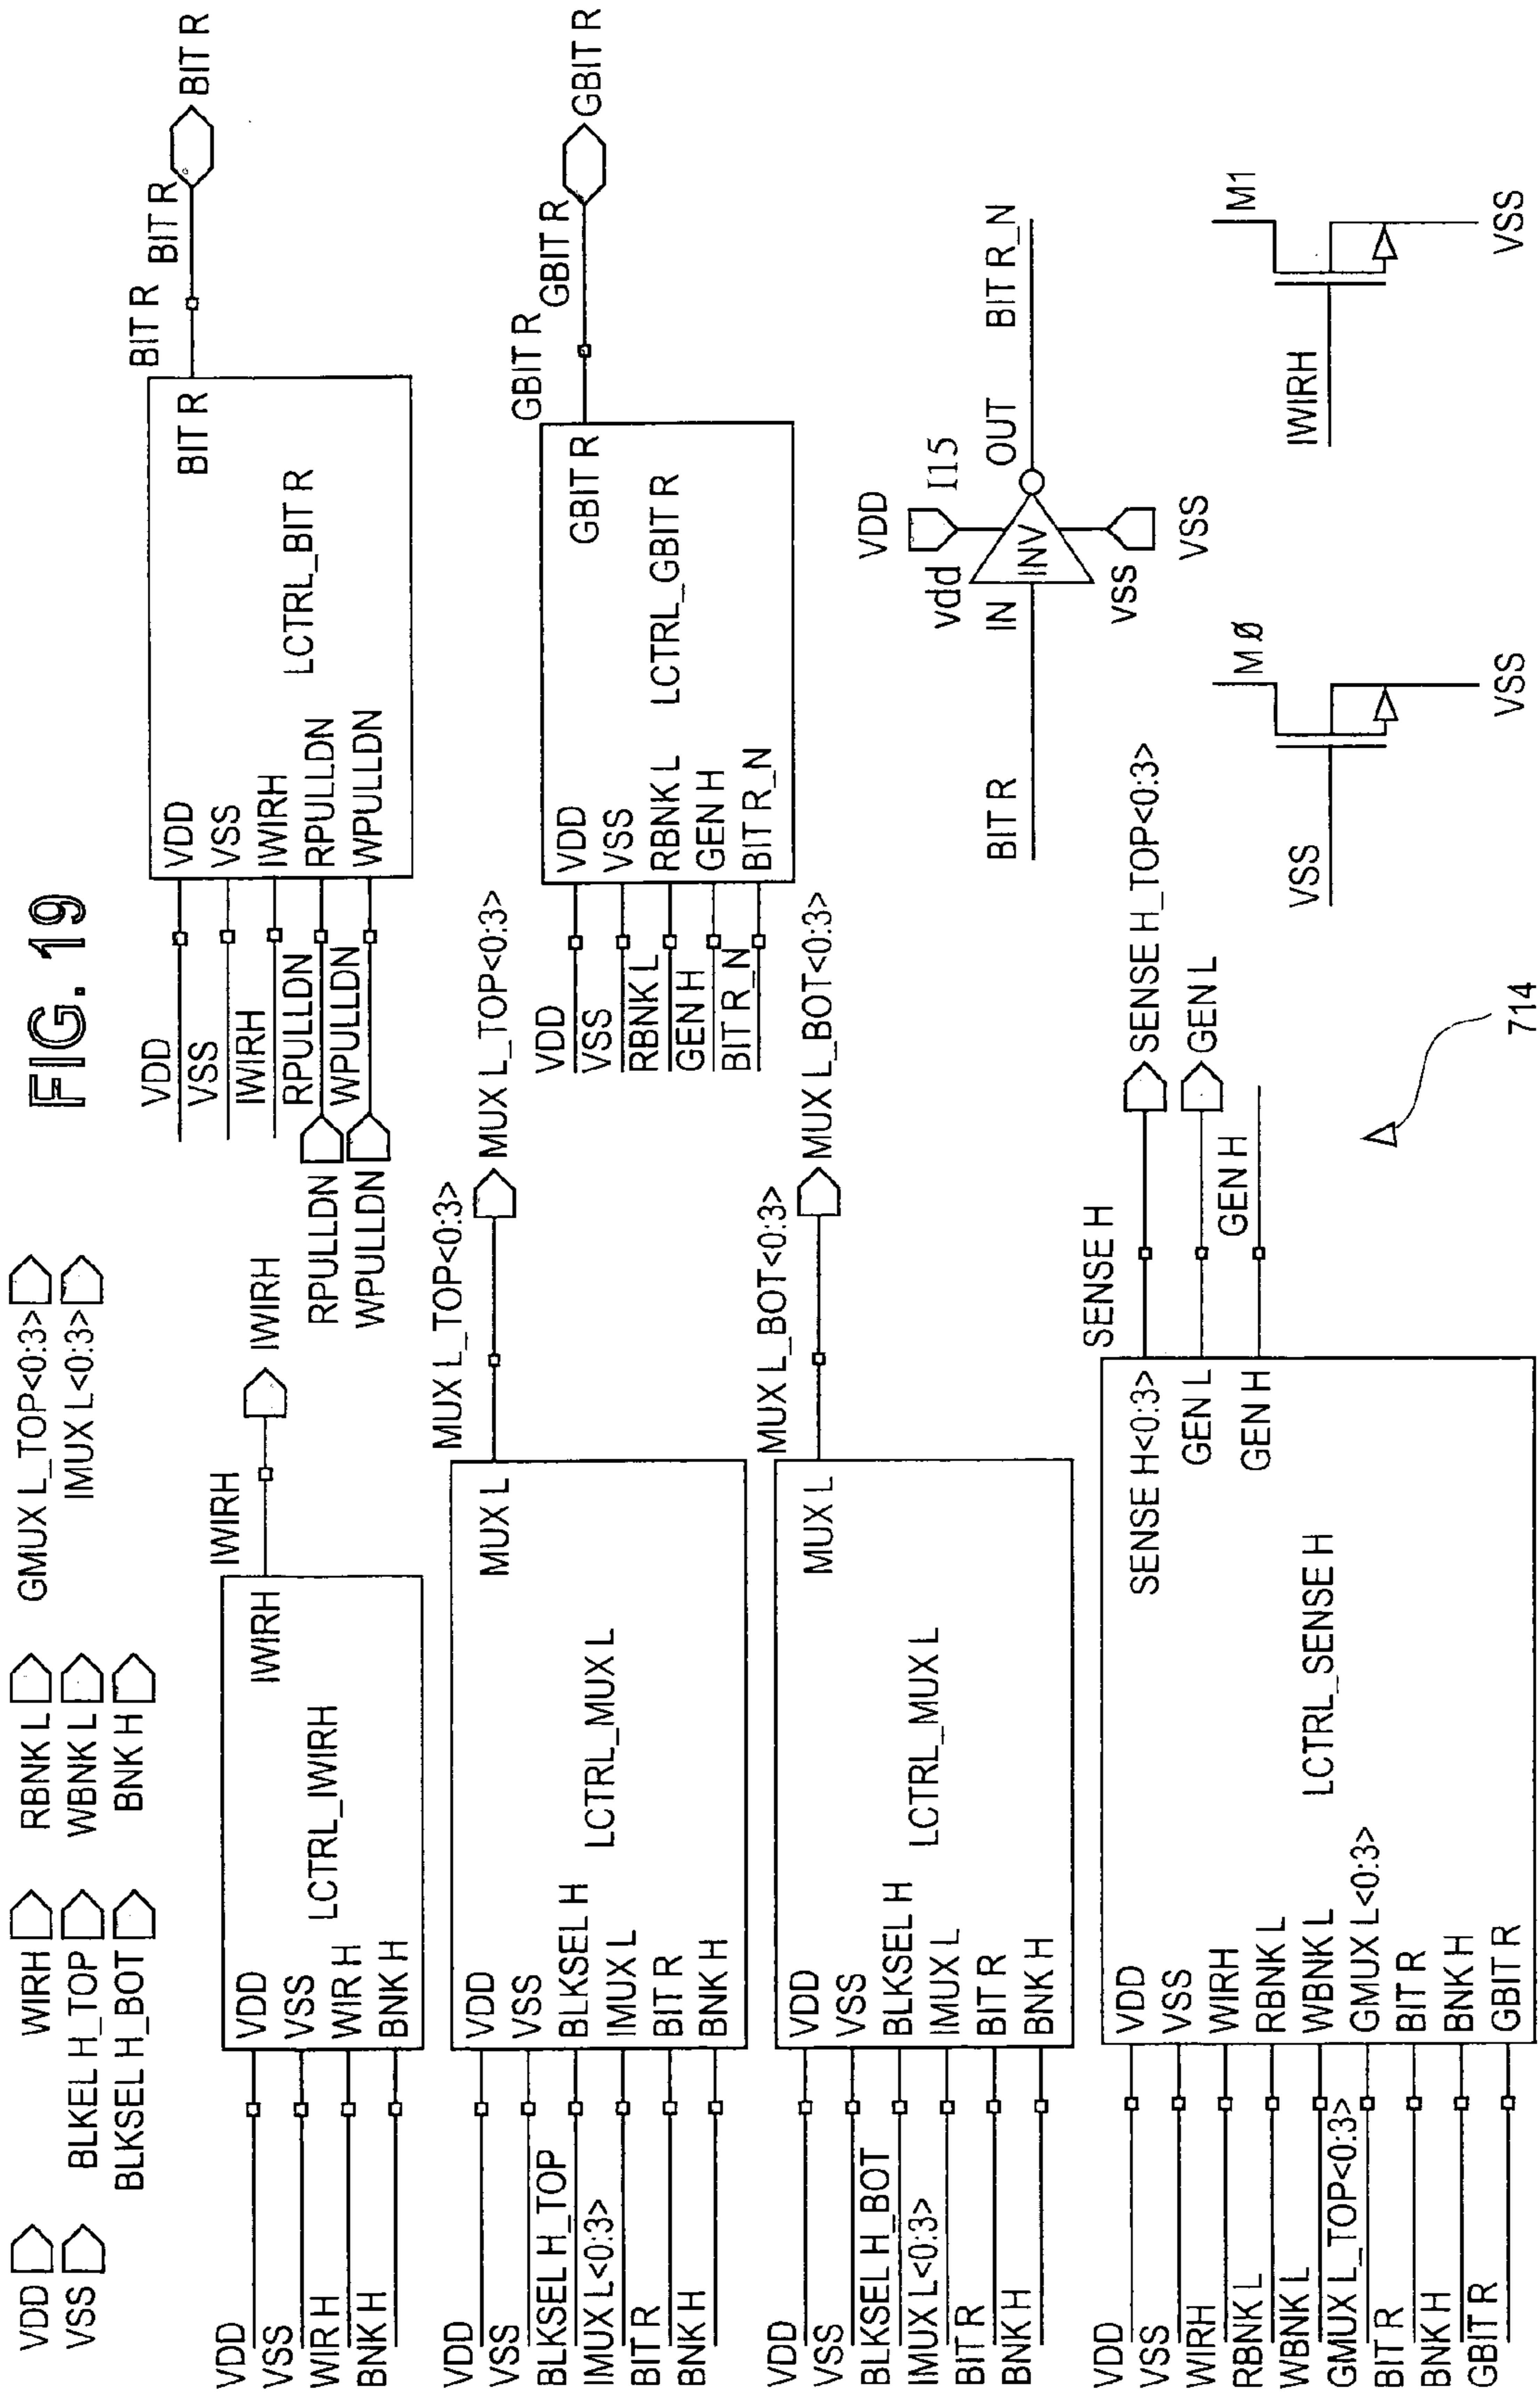 FIG. 19
VDD
VSS
WIRH
BLKEL H_TOP
BLKSEL H_BOT
RBNK L
WBNK L
BNK H
GMUX L_TOP<0:3>
IMUX L<0:3>
VDD
VSS
WIR H
BNK H
VDD
VSS
WIR H
BNK H
LCTRL_IWIRH
IWIRH
IWIRH
IWIRH
VDD
VSS
IWIRH
RPULLDN
WPULLDN
RPULLDN
WPULLDN
VDD
VSS
IWIRH
RPULLDN
WPULLDN
LCTRL_BIT R
BIT R
BIT R
BIT R
BIT R
VDD
VSS
BLKSEL H_TOP
IMUX L<0:3>
BIT R
BNK H
VDD
VSS
BLKSEL H
IMUX L
BIT R
BNK H
LCTRL_MUX L
MUX L
MUX L_TOP<0:3>
MUX L_TOP<0:3>
VDD
VSS
RBNK L
GEN H
BIT R_N
VDD
VSS
RBNK L
GEN H
BIT R_N
LCTRL_GBIT R
GBIT R
GBIT R
GBIT R
GBIT R
VDD
VSS
BLKSEL H_BOT
IMUX L<0:3>
BIT R
BNK H
VDD
VSS
BLKSEL H
IMUX L
BIT R
BNK H
LCTRL_MUX L
MUX L
MUX L_BOT<0:3>
MUX L_BOT<0:3>
BIT R
IN
vdd
VDD
I15
INV
vss
VSS
OUT
BIT R_N
VDD
VSS
WIRH
RBNK L
WBNK L
GMUX L_TOP<0:3>
BIT R
BNK H
GBIT R
VDD
VSS
WIRH
RBNK L
WBNK L
GMUX L<0:3>
BIT R
BNK H
GBIT R
LCTRL_SENSE H
SENSE H<0:3>
GEN L
GEN H
SENSE H
SENSE H_TOP<0:3>
GEN L
GEN H
VSS
MØ
VSS
IWIRH
M1
VSS
714